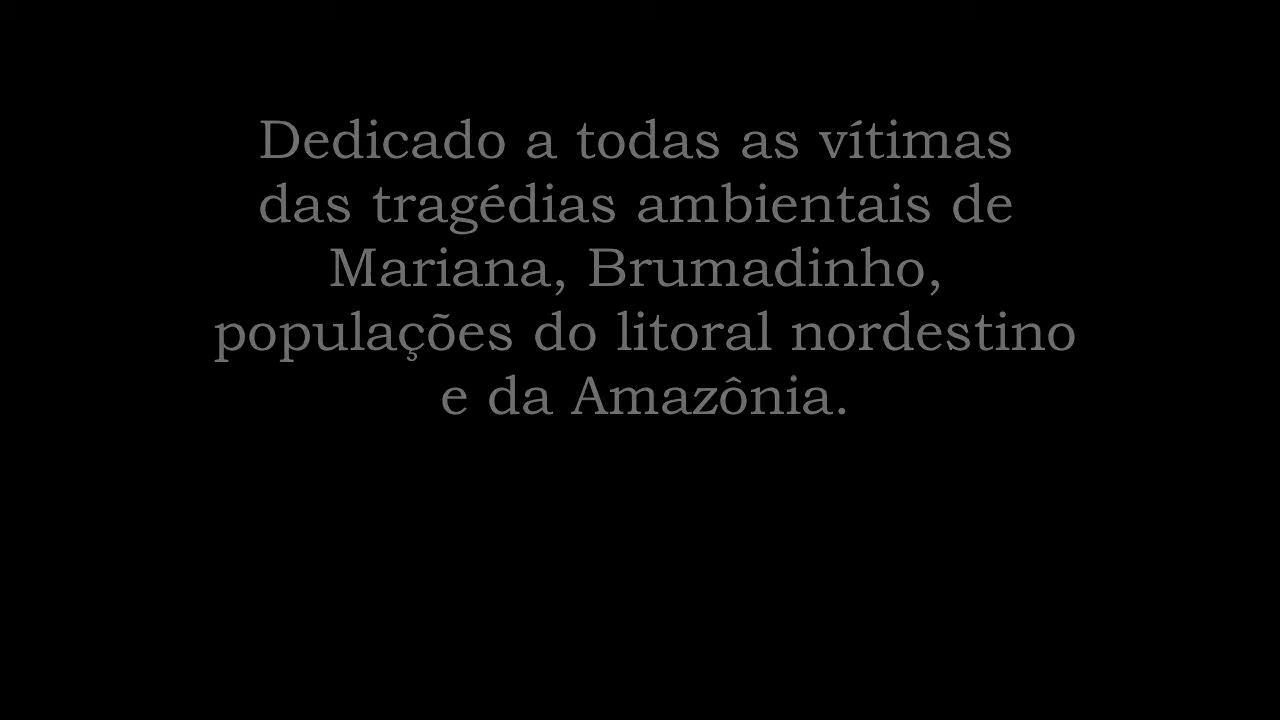 Dedicado a todas as vítimas
das tragédias ambientais de
Mariana, Brumadinho,
populações do litoral nordestino
e da Amazônia.